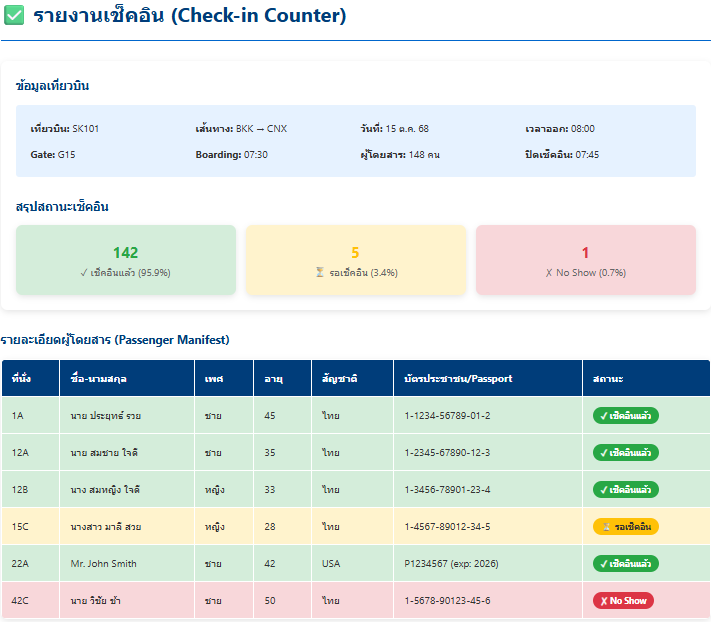 ✅ รายงานเช็คอิน (Check-in Counter)
ข้อมูลเที่ยวบิน
เที่ยวบิน: SK101 เส้นทาง: BKK → CNX วันที่: 15 ต.ค. 68 เวลาออก: 08:00
Gate: G15 Boarding: 07:30 ผู้โดยสาร: 148 คน ปิดเช็คอิน: 07:45
สรุปสถานะเช็คอิน
142 5 1
✓ เช็คอินแล้ว (95.9%) ⏳ รอเช็คอิน (3.4%) ✗ No Show (0.7%)
รายละเอียดผู้โดยสาร (Passenger Manifest)
ที่นั่ง ชื่อ-นามสกุล เพศ อายุ สัญชาติ บัตรประชาชน/Passport สถานะ
1A นาย ประยุทธ์ รวย ชาย 45 ไทย 1-1234-56789-01-2 ✓ เช็คอินแล้ว
12A นาย สมชาย ใจดี ชาย 35 ไทย 1-2345-67890-12-3 ✓ เช็คอินแล้ว
12B นาง สมหญิง ใจดี หญิง 33 ไทย 1-3456-78901-23-4 ✓ เช็คอินแล้ว
15C นางสาว มาลี สวย หญิง 28 ไทย 1-4567-89012-34-5 ⏳ รอเช็คอิน
22A Mr. John Smith ชาย 42 USA P1234567 (exp: 2026) ✓ เช็คอินแล้ว
42C นาย วิชัย ช้า ชาย 50 ไทย 1-5678-90123-45-6 ✗ No Show